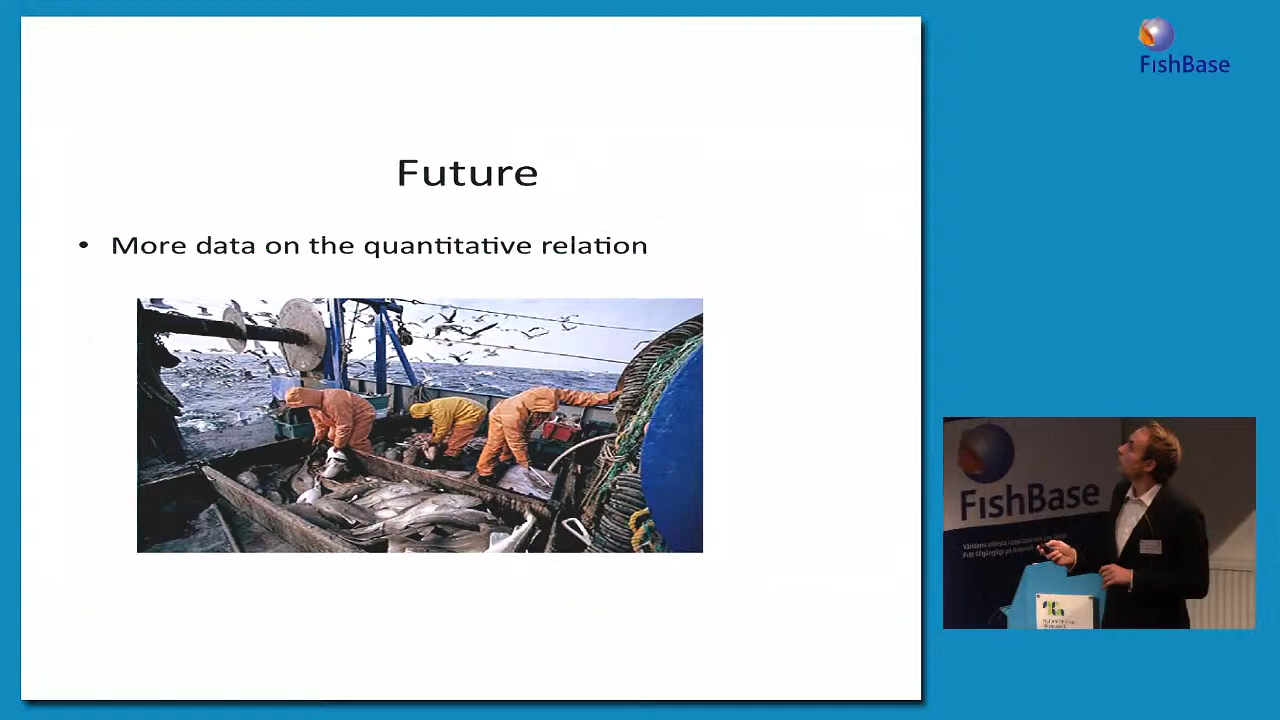 FishBase
Future
• More data on the quantitative relation
FishBase